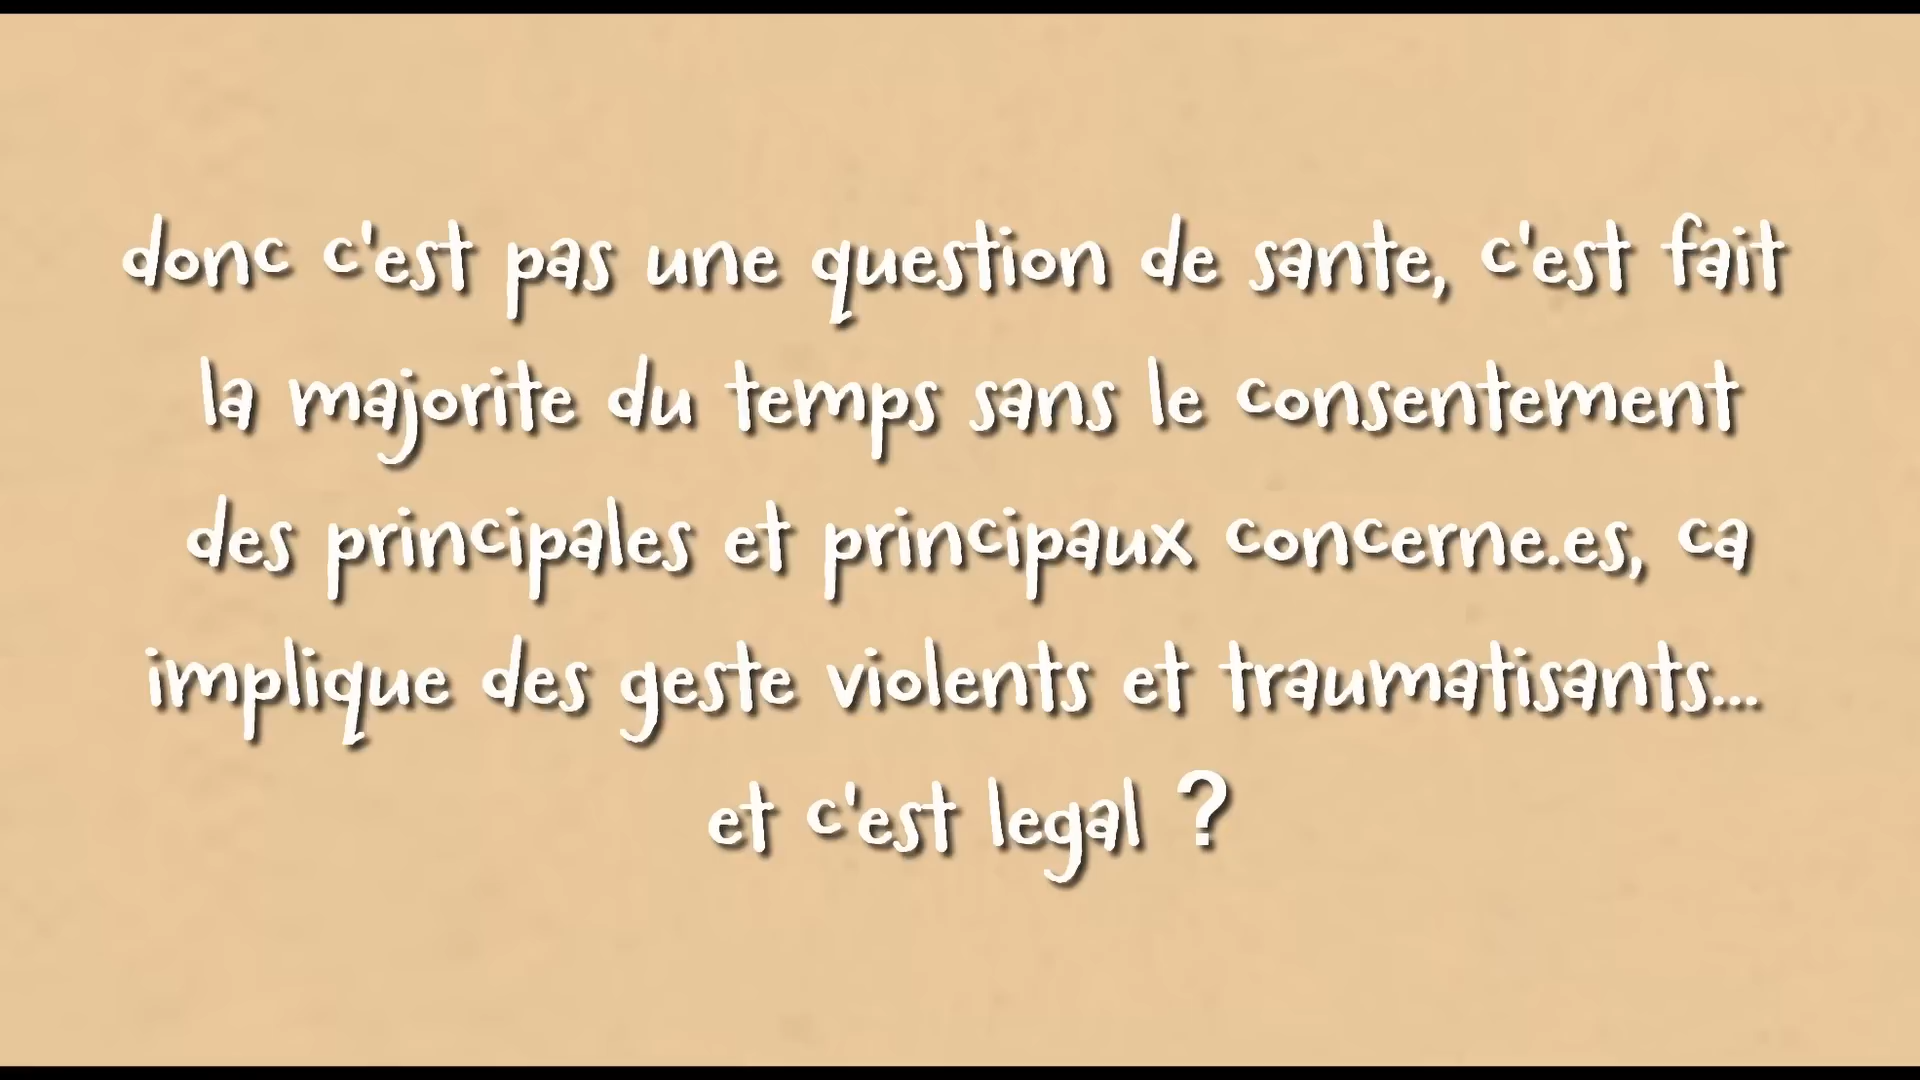 donc c'est pas une question de sante, c'est fait
la majorite du temps sans le consentement
des principales et principaux concerne.es, ca
implique des geste violents et traumatisants...
et c'est legal ?